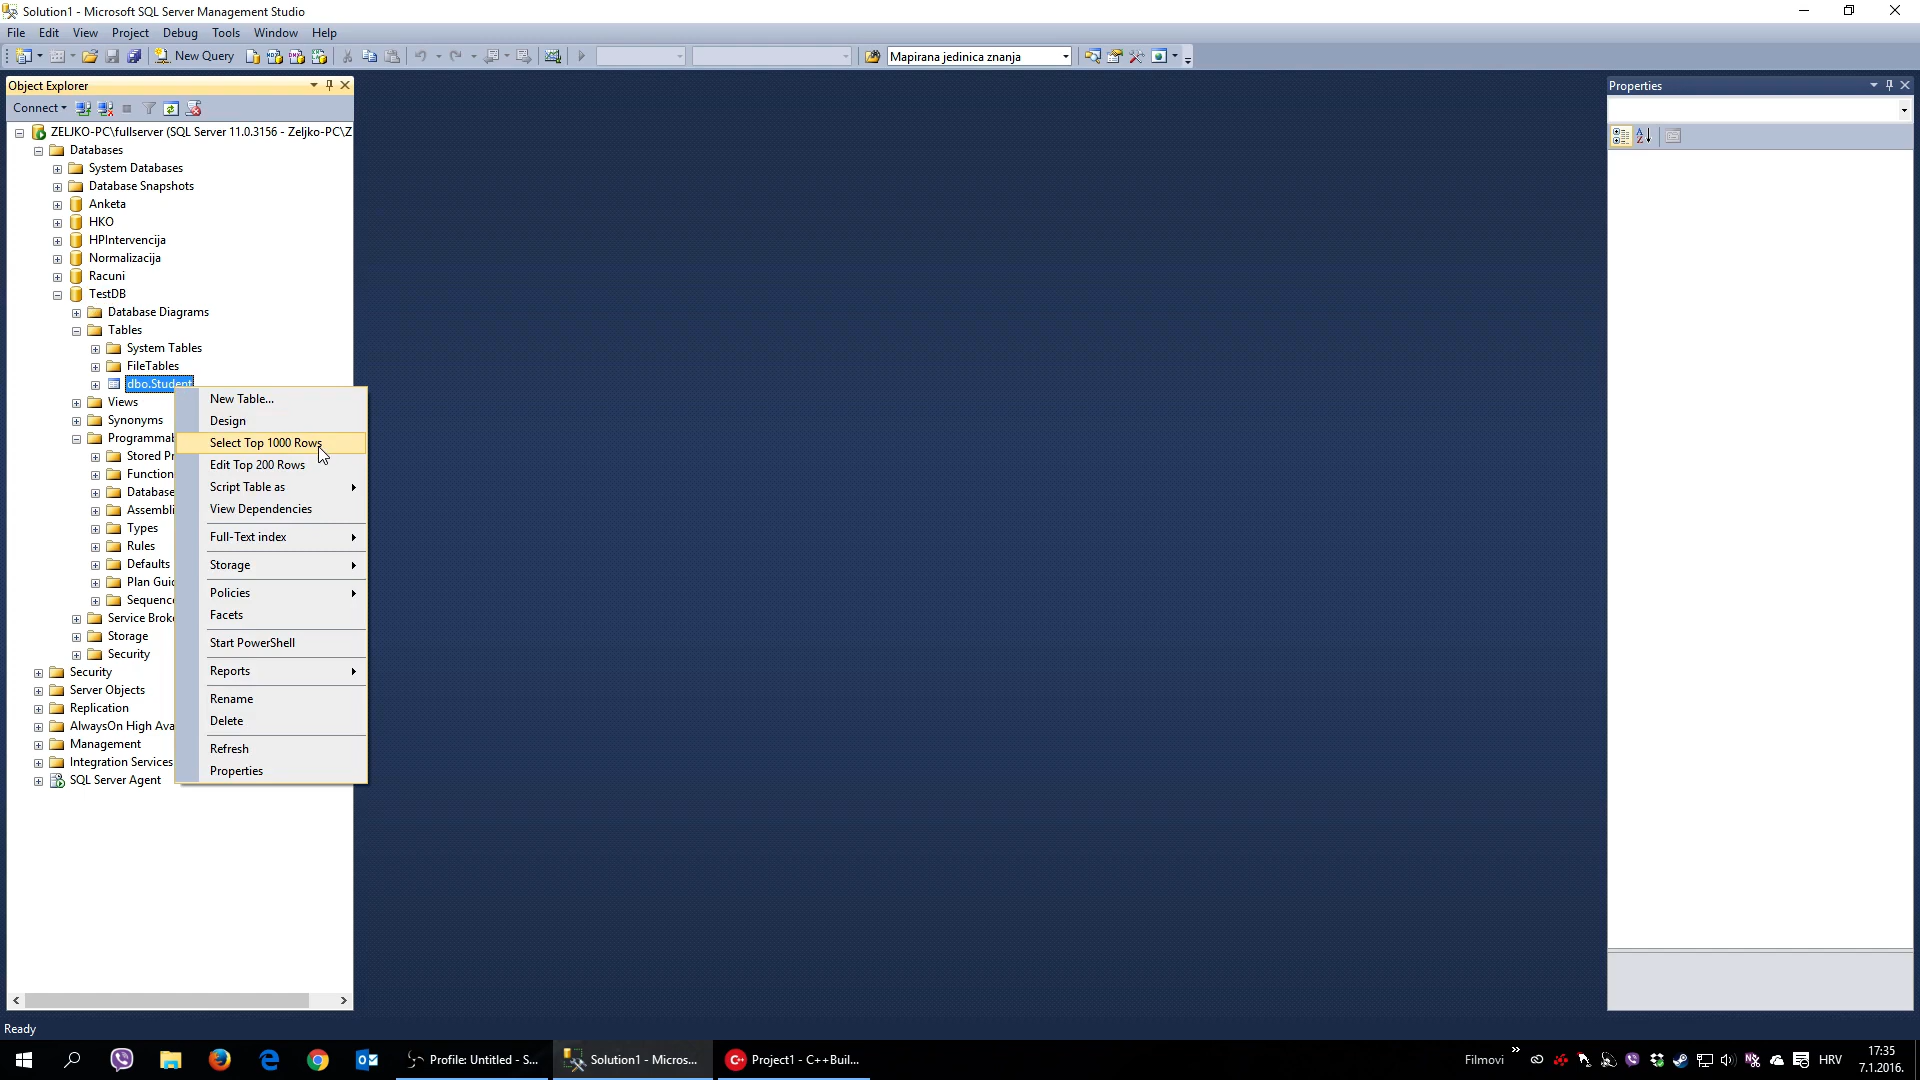 Solution1 - Microsoft SQL Server Management Studio
File Edit View Project Debug Tools Window Help
New Query Mapirana jedinica znanja
Object Explorer
Connect
ZELJKO-PC\fullserver (SQL Server 11.0.3156 - Zeljko-PC\Z
Databases
System Databases
Database Snapshots
Anketa
HKO
HPIntervencija
Normalizacija
Racuni
TestDB
Database Diagrams
Tables
System Tables
FileTables
dbo.Student
Views
Synonyms
Programmab
Stored Pr
Function
Database
Assembli
Types
Rules
Defaults
Plan Guid
Sequence
Service Broke
Storage
Security
Security
Server Objects
Replication
AlwaysOn High Ava
Management
Integration Services
SQL Server Agent
New Table...
Design
Select Top 1000 Rows
Edit Top 200 Rows
Script Table as
View Dependencies
Full-Text index
Storage
Policies
Facets
Start PowerShell
Reports
Rename
Delete
Refresh
Properties
Properties
Ready
Profile: Untitled - S...
Solution1 - Micros...
Project1 - C++Buil...
Filmovi
HRV
17:35
7.1.2016.